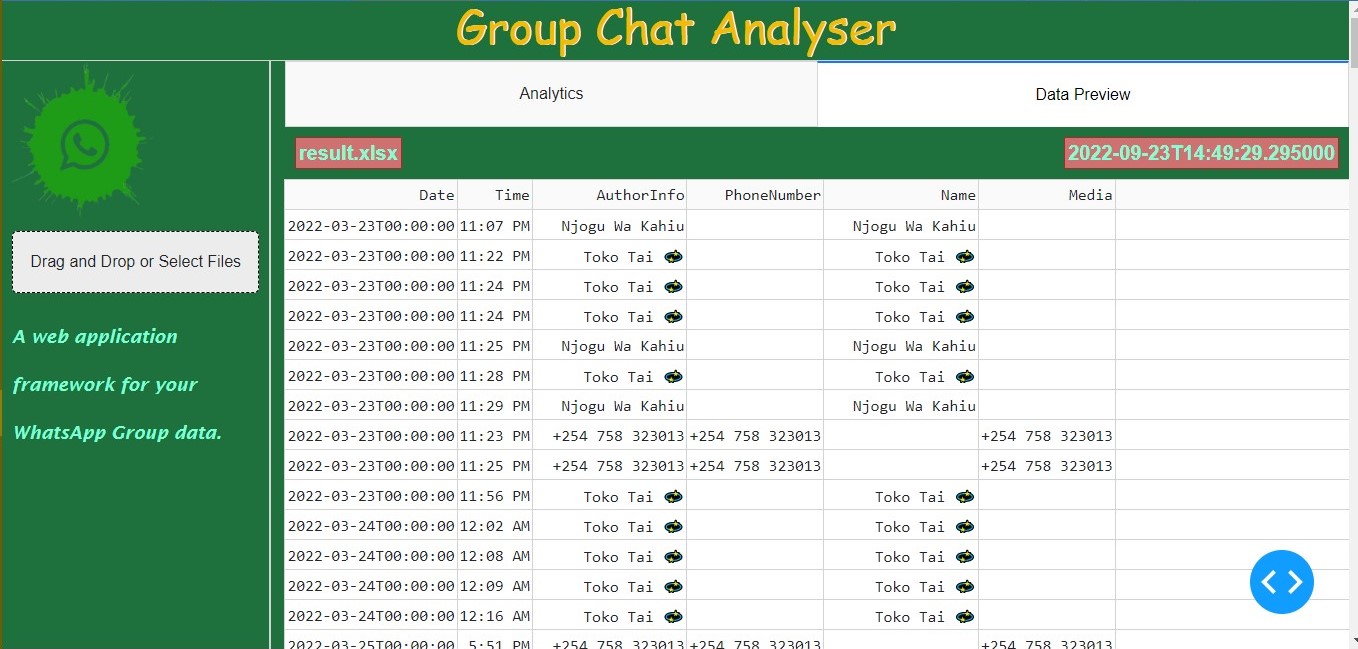 Group Chat Analyser
Analytics
Data Preview
Drag and Drop or Select Files
A web application
framework for your
WhatsApp Group data.
result.xlsx
2022-09-23T14:49:29.295000
Date Time AuthorInfo PhoneNumber Name Media
2022-03-23T00:00:00 11:07 PM Njogu Wa Kahiu Njogu Wa Kahiu
2022-03-23T00:00:00 11:22 PM Toko Tai 💫 Toko Tai 💫
2022-03-23T00:00:00 11:24 PM Toko Tai 💫 Toko Tai 💫
2022-03-23T00:00:00 11:24 PM Toko Tai 💫 Toko Tai 💫
2022-03-23T00:00:00 11:25 PM Njogu Wa Kahiu Njogu Wa Kahiu
2022-03-23T00:00:00 11:28 PM Toko Tai 💫 Toko Tai 💫
2022-03-23T00:00:00 11:29 PM Njogu Wa Kahiu Njogu Wa Kahiu
2022-03-23T00:00:00 11:23 PM +254 758 323013 +254 758 323013 +254 758 323013
2022-03-23T00:00:00 11:25 PM +254 758 323013 +254 758 323013 +254 758 323013
2022-03-23T00:00:00 11:56 PM Toko Tai 💫 Toko Tai 💫
2022-03-24T00:00:00 12:02 AM Toko Tai 💫 Toko Tai 💫
2022-03-24T00:00:00 12:08 AM Toko Tai 💫 Toko Tai 💫
2022-03-24T00:00:00 12:09 AM Toko Tai 💫 Toko Tai 💫
2022-03-24T00:00:00 12:16 AM Toko Tai 💫 Toko Tai 💫
2022-03-25T00:00:00 5:51 PM +254 758 323013 +254 758 323013 +254 758 323013